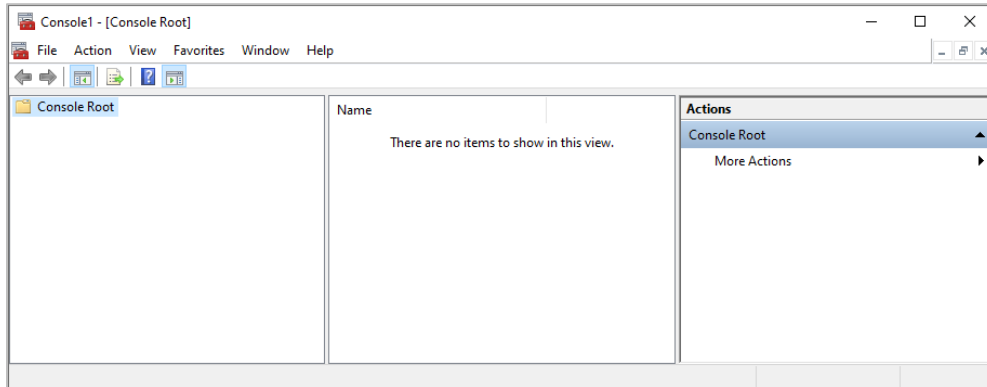 Console1 - [Console Root]
File Action View Favorites Window Help
Console Root
Name
There are no items to show in this view.
Actions
Console Root
More Actions